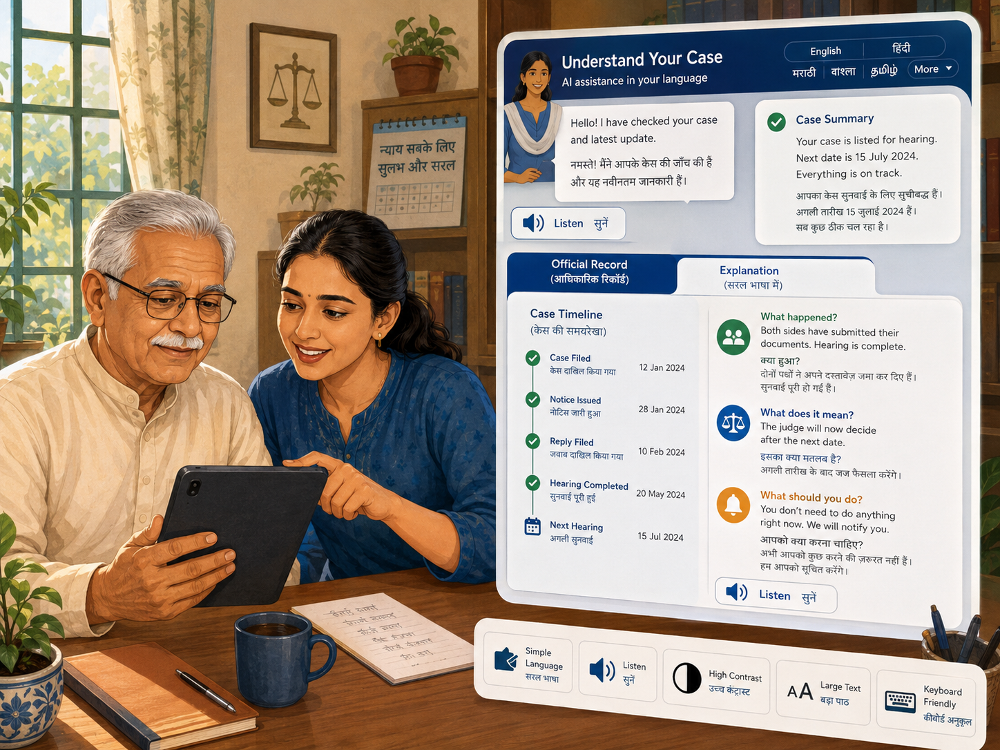 न्याय सबके लिए
सुलभ और सरल
Understand Your Case
AI assistance in your language
English
हिंदी
मराठी
বাংলা
தமிழ்
More
Hello! I have checked your case
and latest update.
नमस्ते! मैंने आपके केस की जाँच की है
और यह नवीनतम जानकारी हैं।
Listen सुनें
Case Summary
Your case is listed for hearing.
Next date is 15 July 2024.
Everything is on track.
आपका केस सुनवाई के लिए सुचीबद्ध हैं।
अगली तारीख 15 जुलाई 2024 हैं।
सब कुछ ठीक चल रहा है।
Official Record
(आधिकारिक रिकॉर्ड)
Explanation
(सरल भाषा में)
Case Timeline
(केस की समयरेखा)
Case Filed
केस दाखिल किया गया
12 Jan 2024
Notice Issued
नोटिस जारी हुआ
28 Jan 2024
Reply Filed
जवाब दाखिल किया गया
10 Feb 2024
Hearing Completed
सुनवाई पूरी हुई
20 May 2024
Next Hearing
अगली सुनवाई
15 Jul 2024
What happened?
Both sides have submitted their
documents. Hearing is complete.
क्या हुआ?
दोनों पक्षों ने अपने दस्तावेज़ जमा कर दिए हैं।
सुनवाई पूरी हो गई हैं।
What does it mean?
The judge will now decide
after the next date.
इसका क्या मतलब है?
अगली तारीख के बाद जज फैसला करेंगे।
What should you do?
You don't need to do anything
right now. We will notify you.
आपको क्या करना चाहिए?
अभी आपको कुछ करने की ज़रूरत नहीं हैं।
हम आपको सूचित करेंगे।
Listen सुनें
Simple
Language
सरल भाषा
Listen
सुनें
High Contrast
उच्च कंट्रास्ट
AA
Large Text
बड़ा पाठ
Keyboard
Friendly
कीबोर्ड अनुकूल